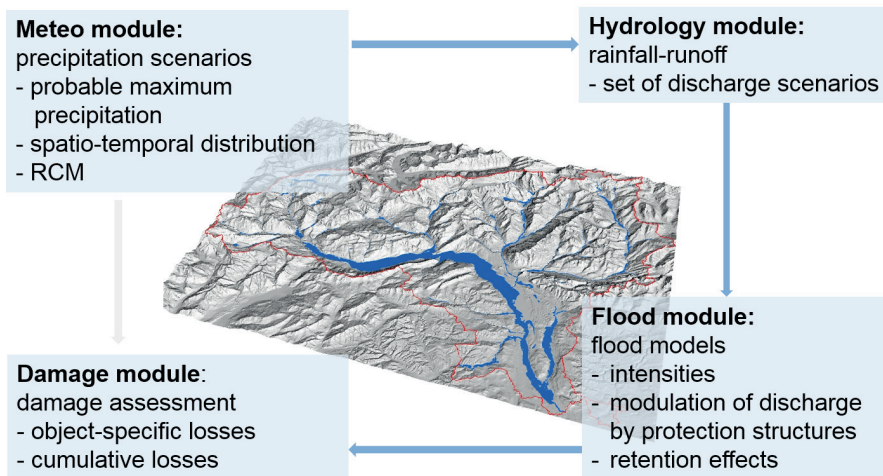 Meteo module:
precipitation scenarios
- probable maximum
precipitation
- spatio-temporal distribution
- RCM
Hydrology module:
rainfall-runoff
- set of discharge scenarios
Flood module:
flood models
- intensities
- modulation of discharge
by protection structures
- retention effects
Damage module:
damage assessment
- object-specific losses
- cumulative losses